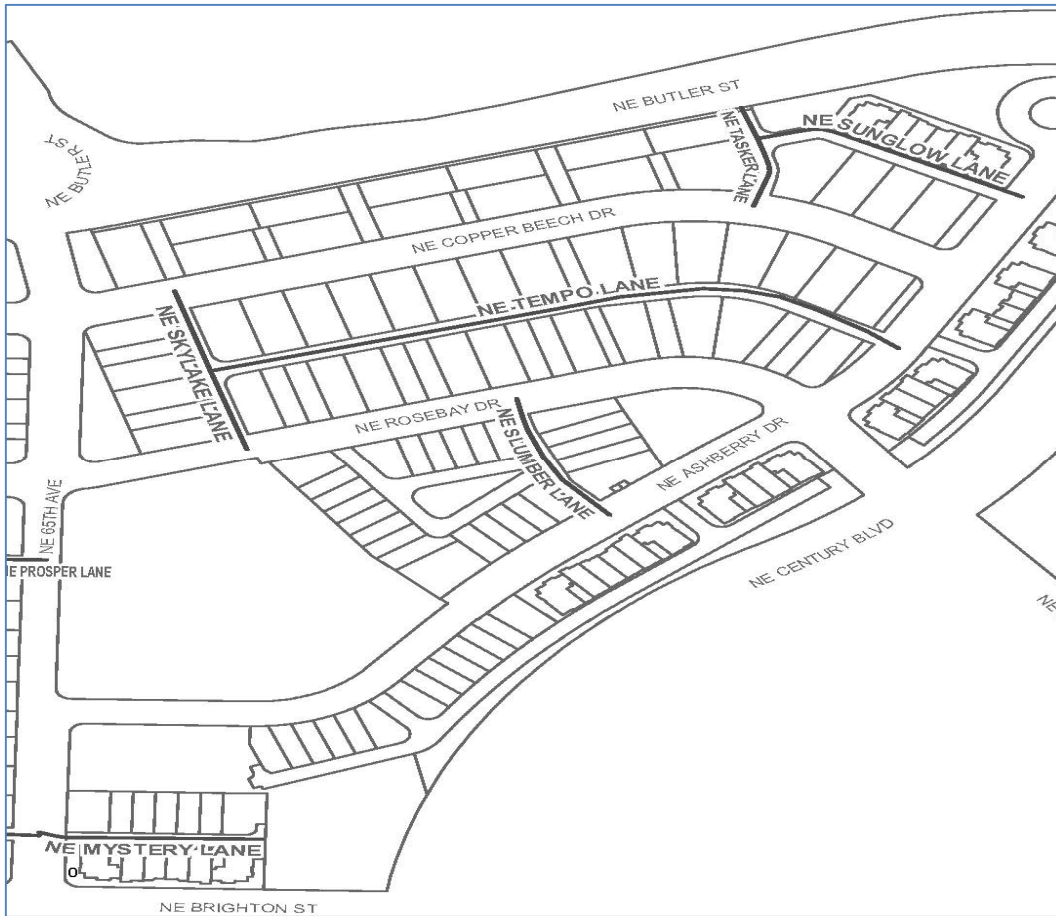 NE BUTLER ST
NE BUTLER ST
NE TASKER LANE
NE SUNGLOW LANE
NE COPPER BEECH DR
NE TEMPO LANE
NE SKYLAKE LANE
NE ROSEBAY DR
NE SLUMBER LANE
NE ASHBERRY DR
NE 65TH AVE
NE CENTURY BLVD
NE PROSPER LANE
NE
NE MYSTERY LANE
o
NE BRIGHTON ST